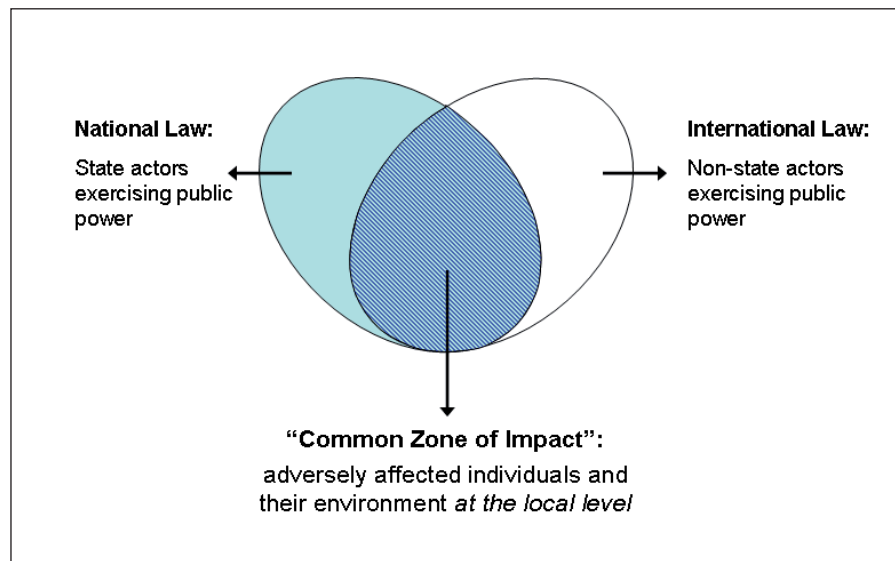 National Law:
State actors
exercising public
power
International Law:
Non-state actors
exercising public
power
“Common Zone of Impact”:
adversely affected individuals and
their environment at the local level